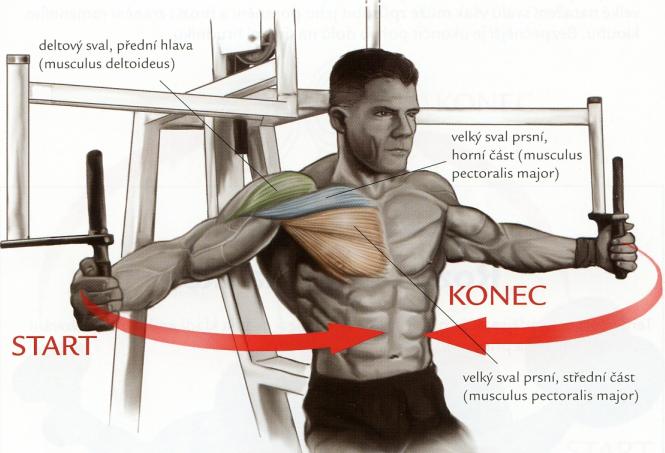 deltový sval, přední hlava
(musculus deltoideus)
velký sval prsní,
horní část (musculus
pectoralis major)
KONEC
START
velký sval prsní, střední část
(musculus pectoralis major)